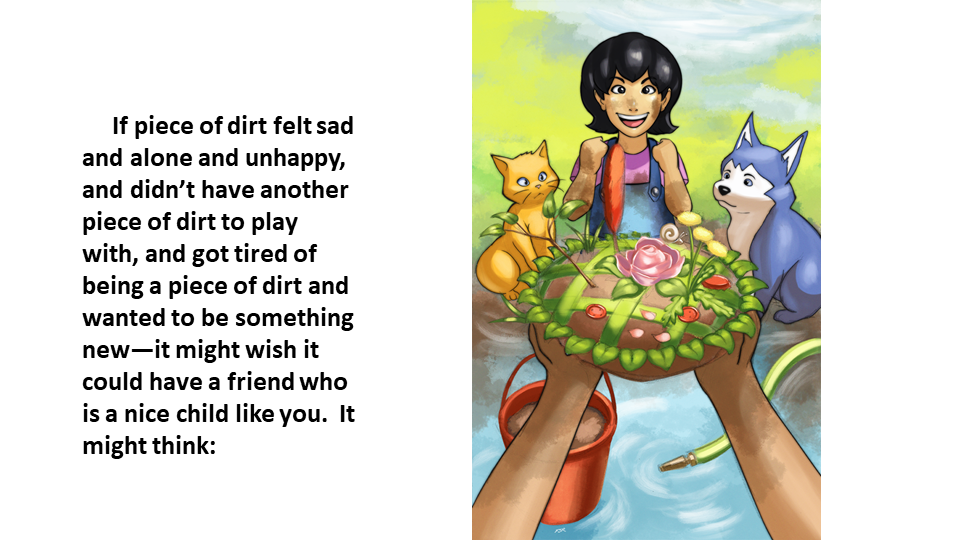 If piece of dirt felt sad
and alone and unhappy,
and didn’t have another
piece of dirt to play
with, and got tired of
being a piece of dirt and
wanted to be something
new—it might wish it
could have a friend who
is a nice child like you.  It
might think: